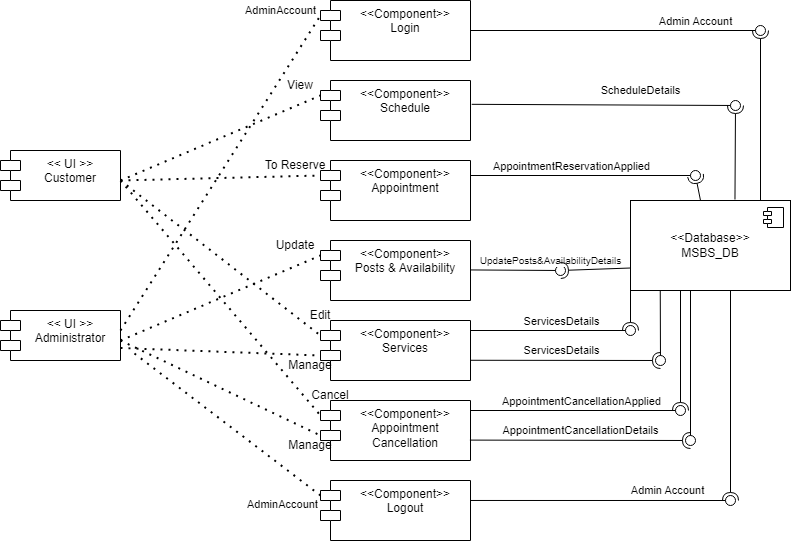 AdminAccount
<<Component>>
Login
Admin Account
View
<<Component>>
Schedule
ScheduleDetails
<< UI >>
Customer
To Reserve
<<Component>>
Appointment
AppointmentReservationApplied
<<Database>>
MSBS_DB
Update
<<Component>>
Posts & Availability
UpdatePosts&AvailabilityDetails
<< UI >>
Administrator
Edit
<<Component>>
Services
ServicesDetails
ServicesDetails
Manage
Cancel
<<Component>>
Appointment
Cancellation
AppointmentCancellationApplied
AppointmentCancellationDetails
Manage
<<Component>>
Logout
AdminAccount
Admin Account